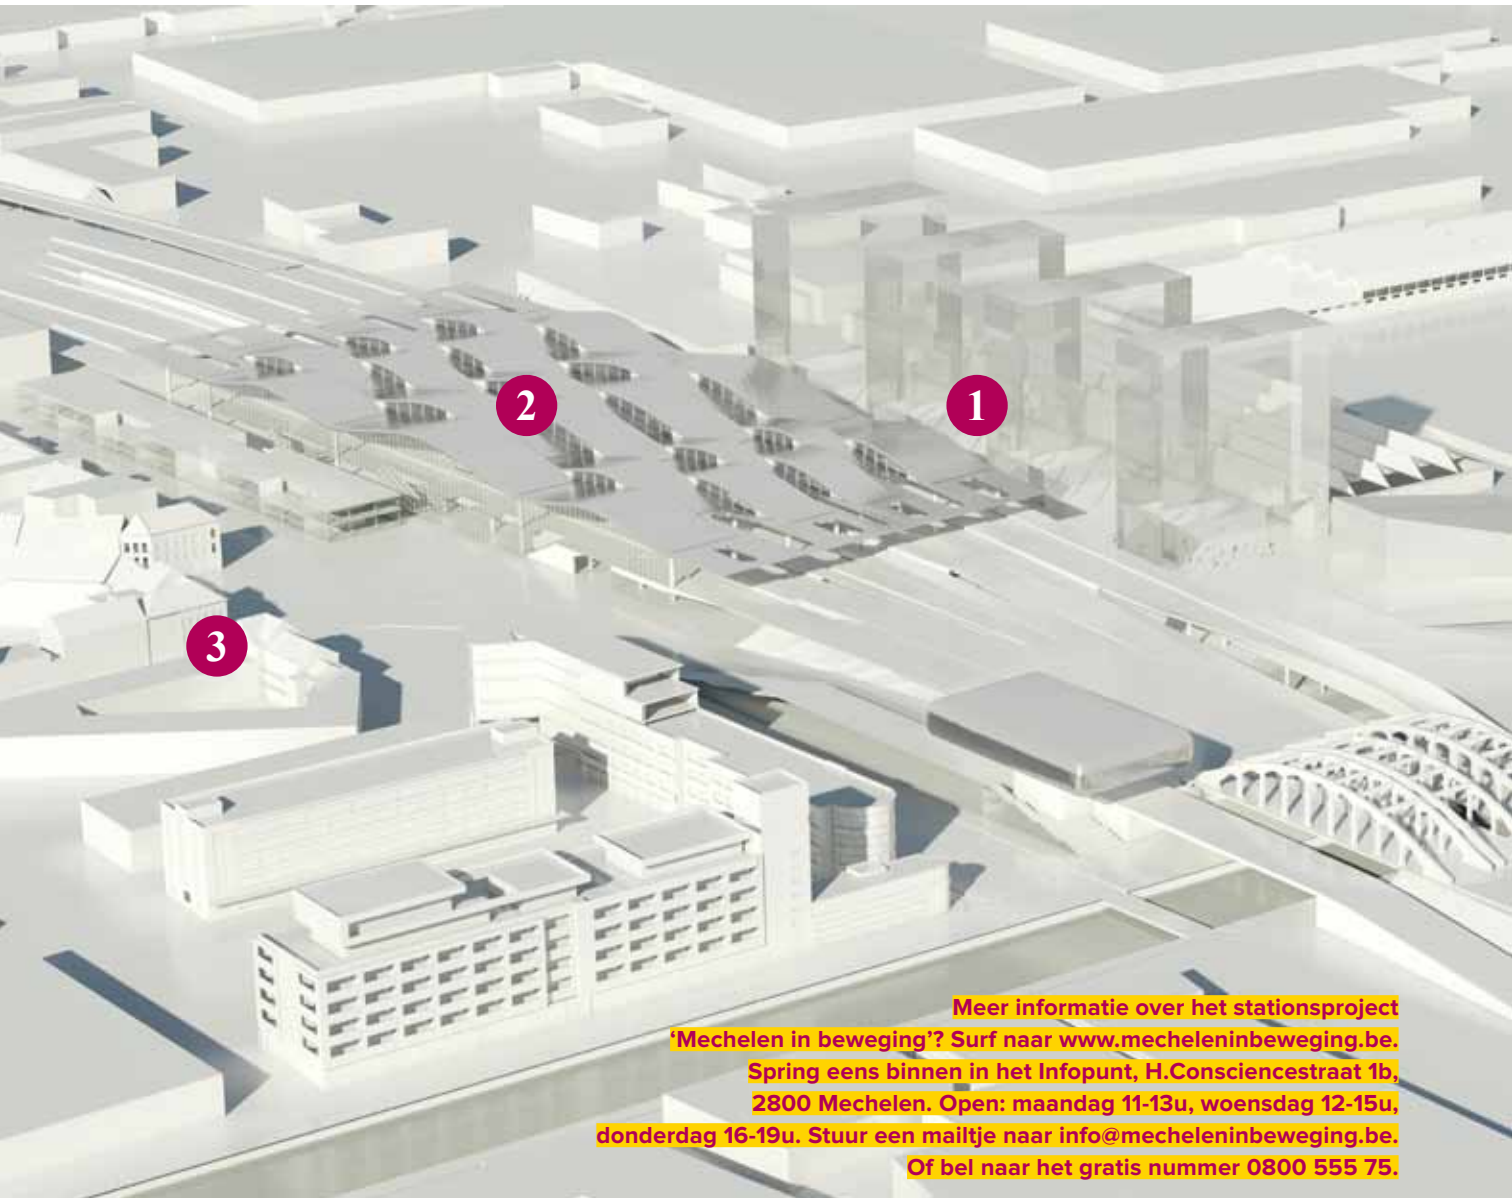 2
1
3
Meer informatie over het stationsproject
‘Mechelen in beweging’? Surf naar www.mecheleninbeweging.be.
Spring eens binnen in het Infopunt, H.Consciencestraat 1b,
2800 Mechelen. Open: maandag 11-13u, woensdag 12-15u,
donderdag 16-19u. Stuur een mailtje naar info@mecheleninbeweging.be.
Of bel naar het gratis nummer 0800 555 75.